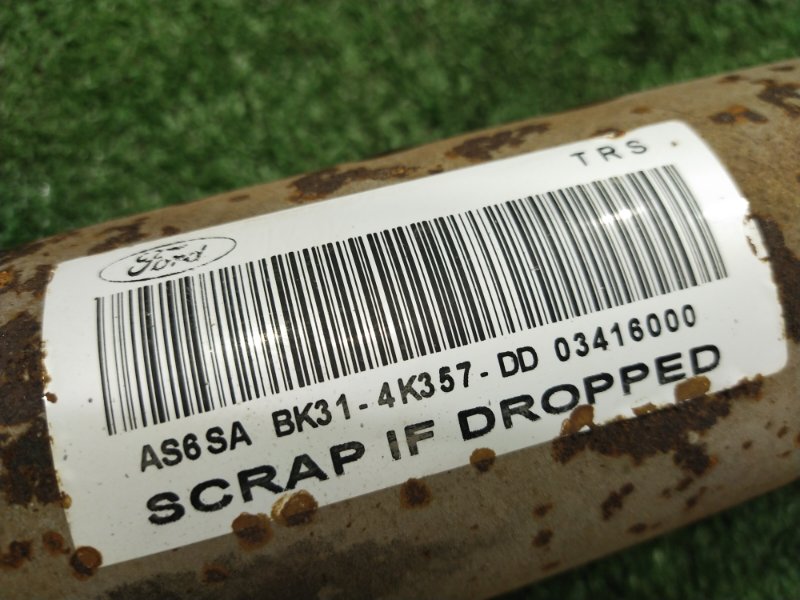 TRS
Ford
AS6SA BK31-4K357-DD 03416000
SCRAP IF DROPPED